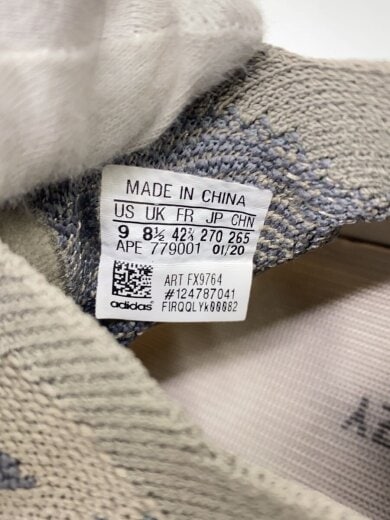 MADE IN CHINA
US UK FR JP CHN
9 8½ 42⅔ 270 265
APE 779001 01/20
ART FX9764
#124787041
adidas FIRQQLYk00082